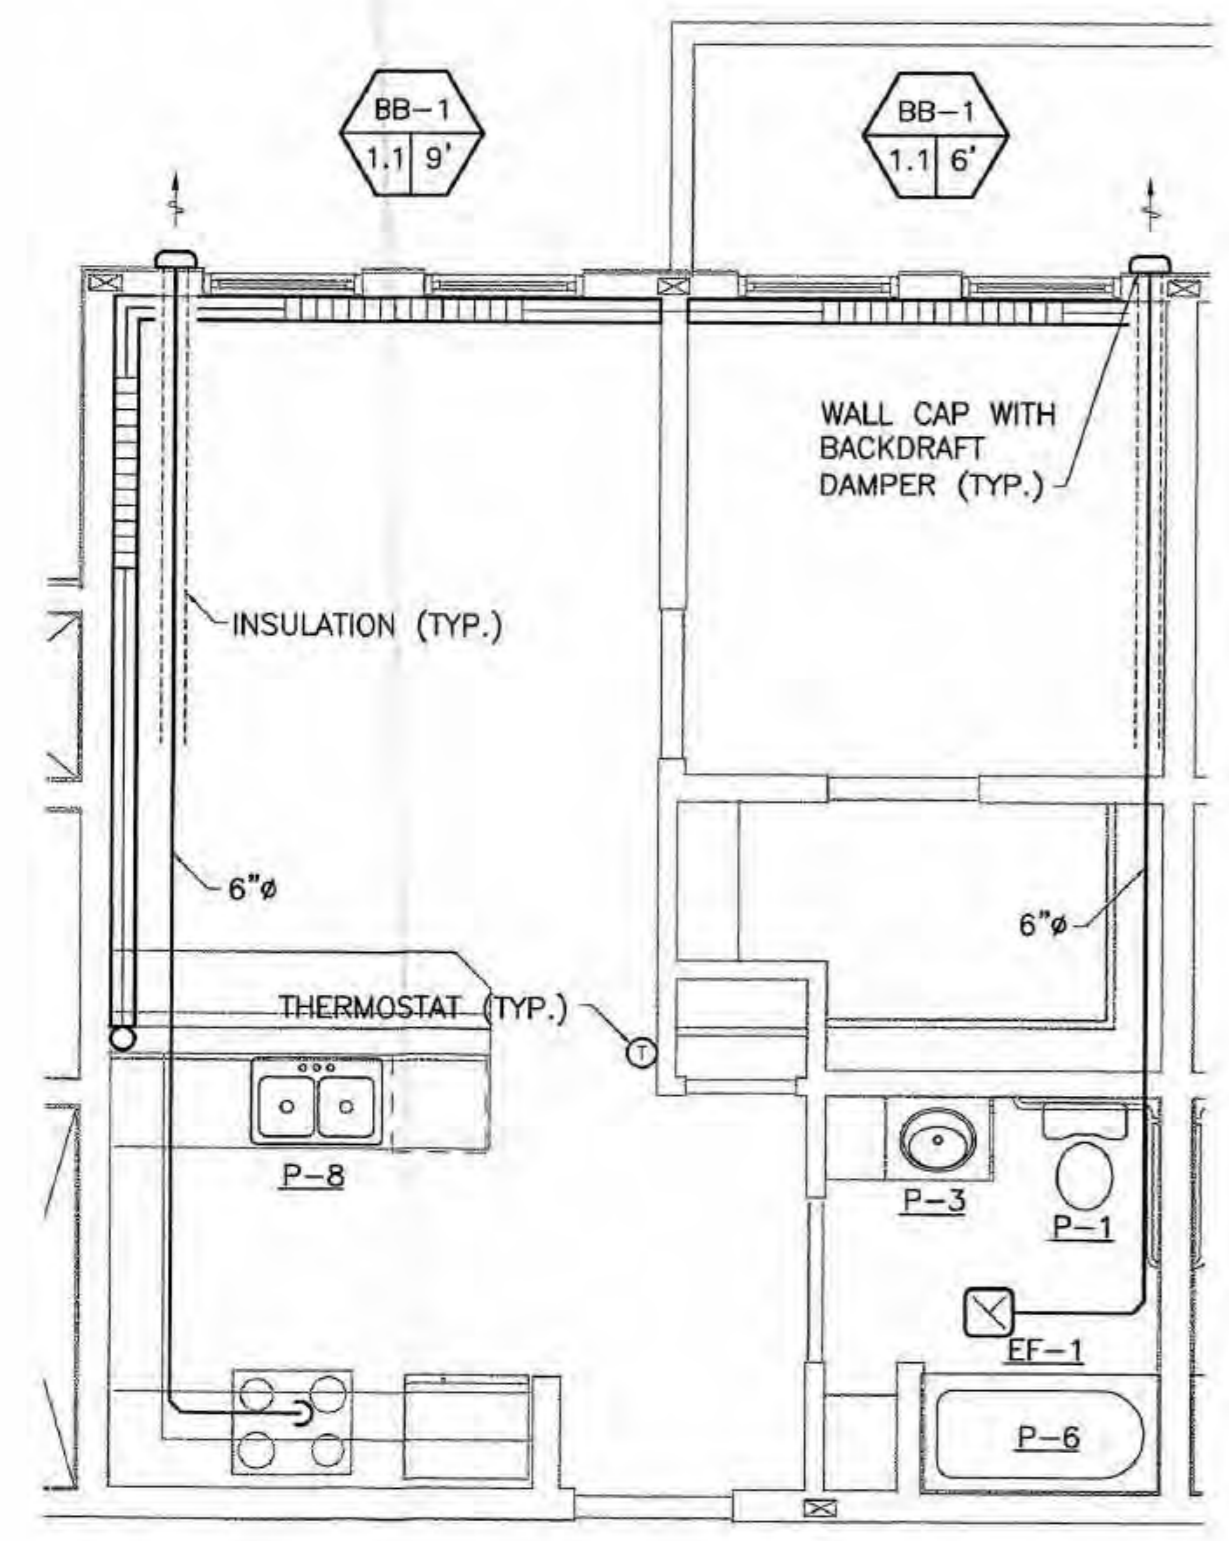 BB-1
1.1 9'
BB-1
1.1 6'
WALL CAP WITH
BACKDRAFT
DAMPER (TYP.)
INSULATION (TYP.)
6"ø
6"ø
THERMOSTAT (TYP.)
T
P-8
P-3
P-1
EF-1
P-6